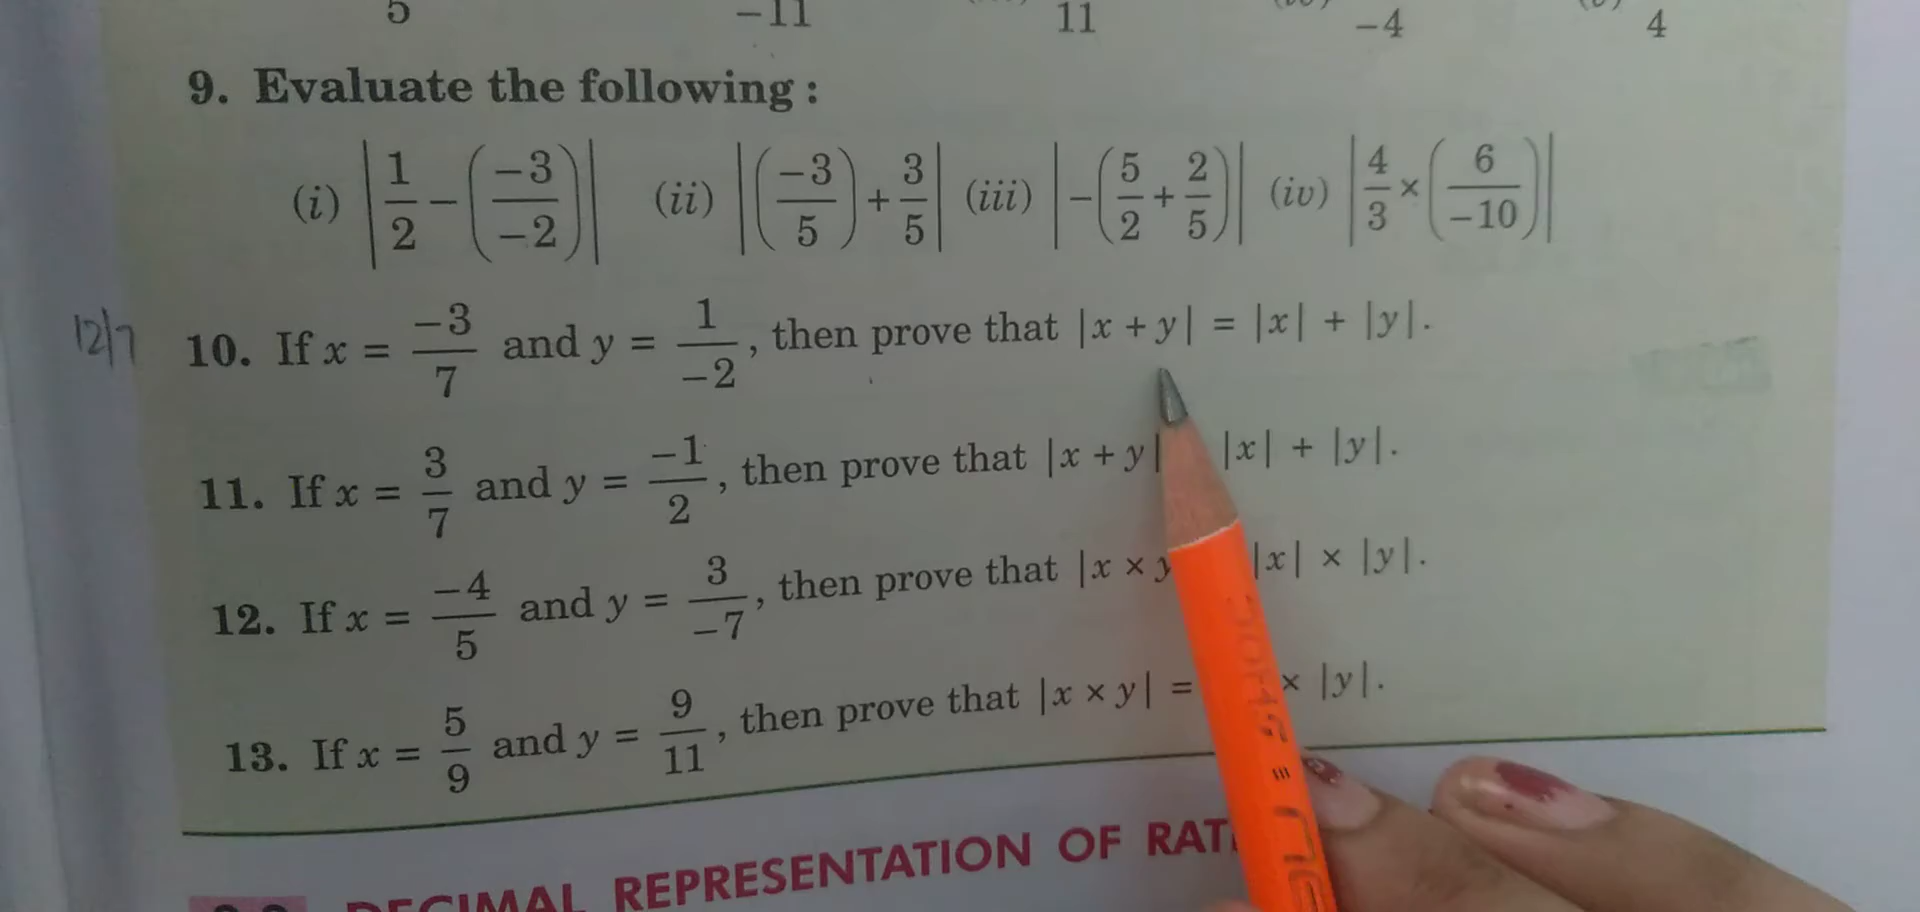 5 -11 11 -4 4
9. Evaluate the following :
(i) |1/2 - (-3/-2)| (ii) |(-3/5) + 3/5| (iii) |-(5/2 + 2/5)| (iv) |4/3 × (6/-10)|
12/7 10. If x = -3/7 and y = 1/-2, then prove that |x + y| = |x| + |y|.
11. If x = 3/7 and y = -1/2, then prove that |x + y| |x| + |y|.
12. If x = -4/5 and y = 3/-7, then prove that |x × y |x| × |y|.
13. If x = 5/9 and y = 9/11, then prove that |x × y| = × |y|.
DECIMAL REPRESENTATION OF RAT